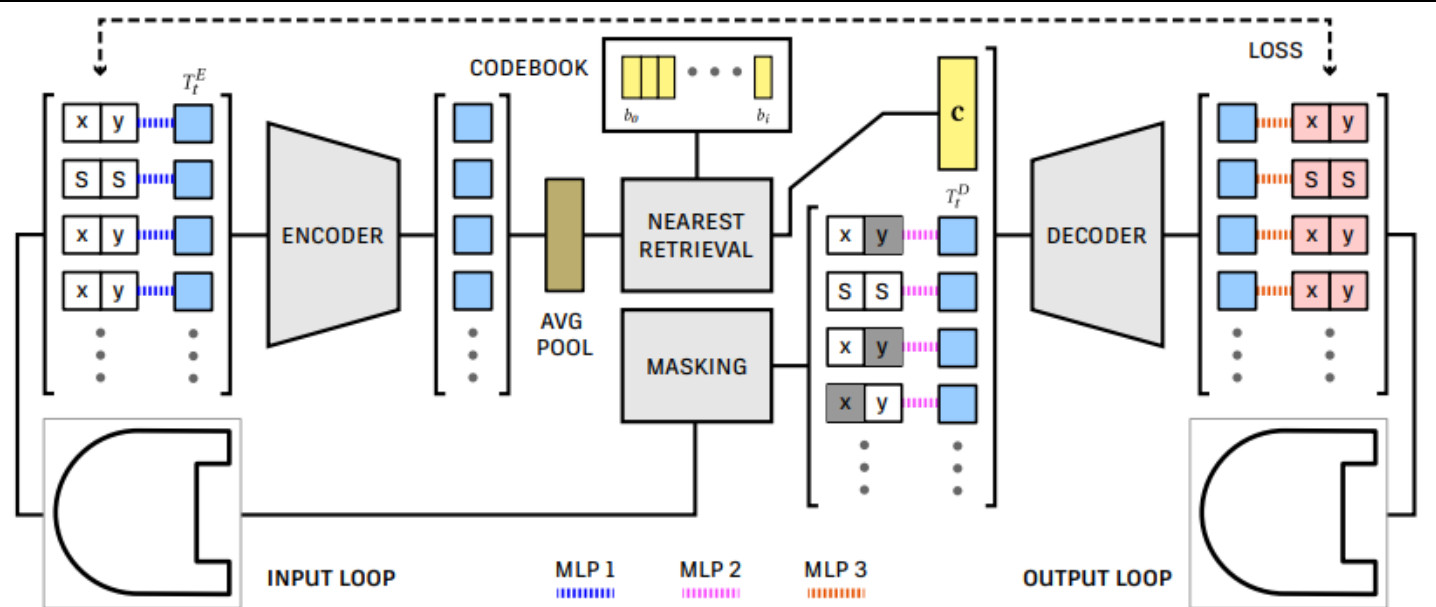 LOSS
CODEBOOK
b₀ b_i
T_t^E
x y
S S
x y
x y
ENCODER
AVG
POOL
NEAREST
RETRIEVAL
MASKING
c
T_t^D
x y
S S
x y
x y
DECODER
x y
S S
x y
x y
INPUT LOOP
MLP 1 MLP 2 MLP 3
OUTPUT LOOP